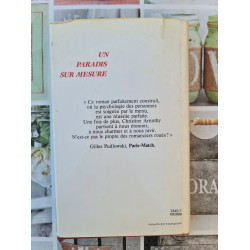 UN
PARADIS
SUR MESURE
« Ce roman parfaitement construit,
où la psychologie des personnages
est soignée par le menu,
est une réussite parfaite.
Une fois de plus, Christine Arnothy
parvient à nous étonner,
à nous charmer et à nous ravir.
N'est-ce pas le propre des romanciers roués? »
Gilles Pudlowski, Paris-Match.